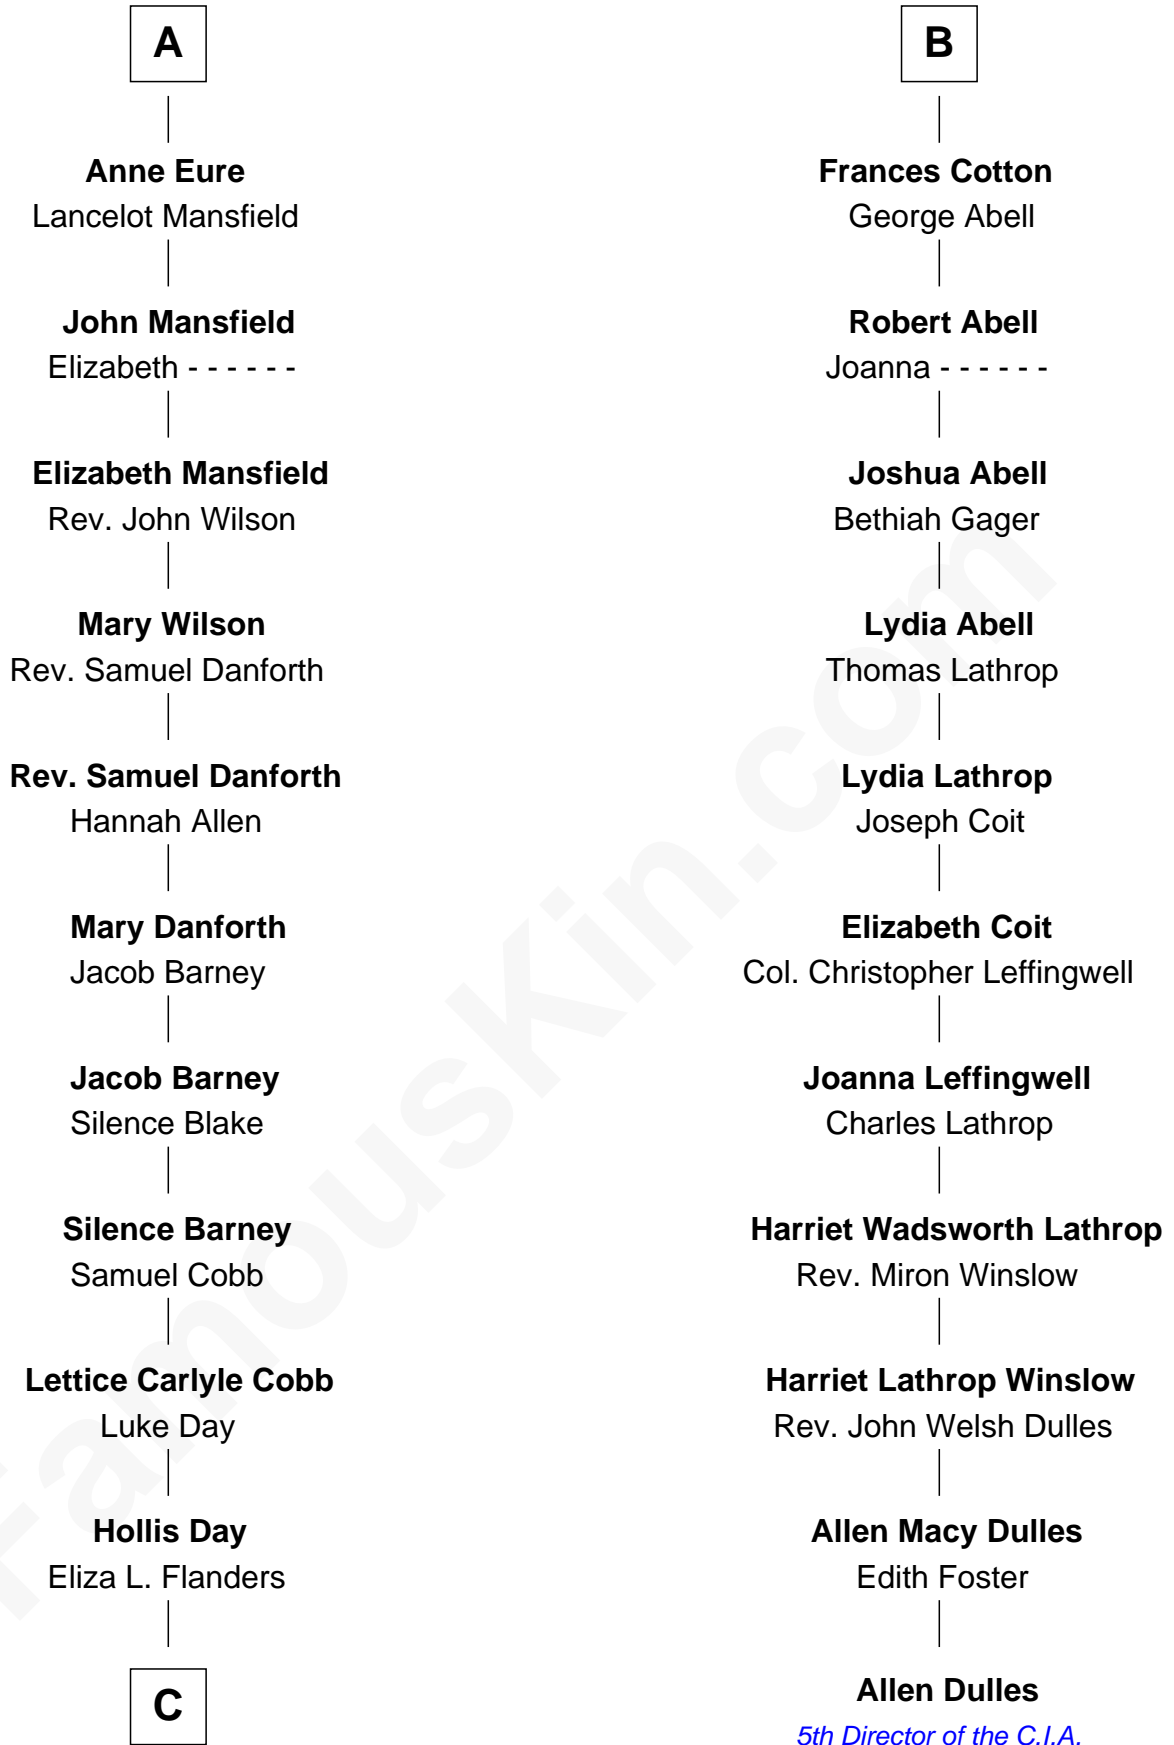 A
Anne Eure
Lancelot Mansfield
John Mansfield
Elizabeth - - - - - -
Elizabeth Mansfield
Rev. John Wilson
Mary Wilson
Rev. Samuel Danforth
Rev. Samuel Danforth
Hannah Allen
Mary Danforth
Jacob Barney
Jacob Barney
Silence Blake
Silence Barney
Samuel Cobb
Lettice Carlyle Cobb
Luke Day
Hollis Day
Eliza L. Flanders
C
B
Frances Cotton
George Abell
Robert Abell
Joanna - - - - - -
Joshua Abell
Bethiah Gager
Lydia Abell
Thomas Lathrop
Lydia Lathrop
Joseph Coit
Elizabeth Coit
Col. Christopher Leffingwell
Joanna Leffingwell
Charles Lathrop
Harriet Wadsworth Lathrop
Rev. Miron Winslow
Harriet Lathrop Winslow
Rev. John Welsh Dulles
Allen Macy Dulles
Edith Foster
Allen Dulles
5th Director of the C.I.A.
FamousKin.com